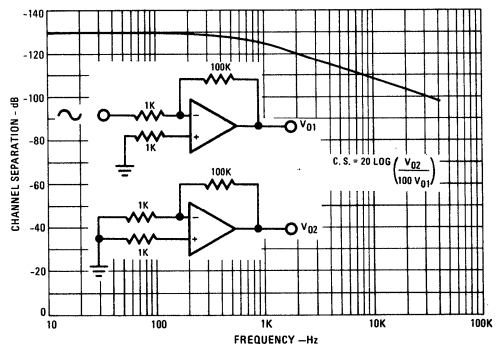 -140
-130
-120
-100
-80
-60
-40
-20
0
CHANNEL SEPARATION - dB
100K
1K
-
+
1K
V01
C. S. = 20 LOG ( V02 / 100 V01 )
100K
1K
-
+
1K
V02
10 100 1K 10K 100K
FREQUENCY –Hz